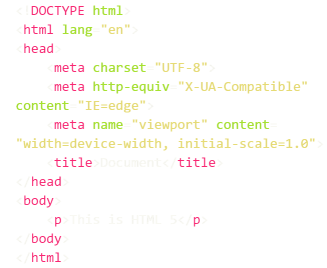 <!DOCTYPE html>
<html lang="en">
<head>
<meta charset="UTF-8">
<meta http-equiv="X-UA-Compatible"
content="IE=edge">
<meta name="viewport" content=
"width=device-width, initial-scale=1.0">
<title>Document</title>
</head>
<body>
<p>This is HTML 5</p>
</body>
</html>